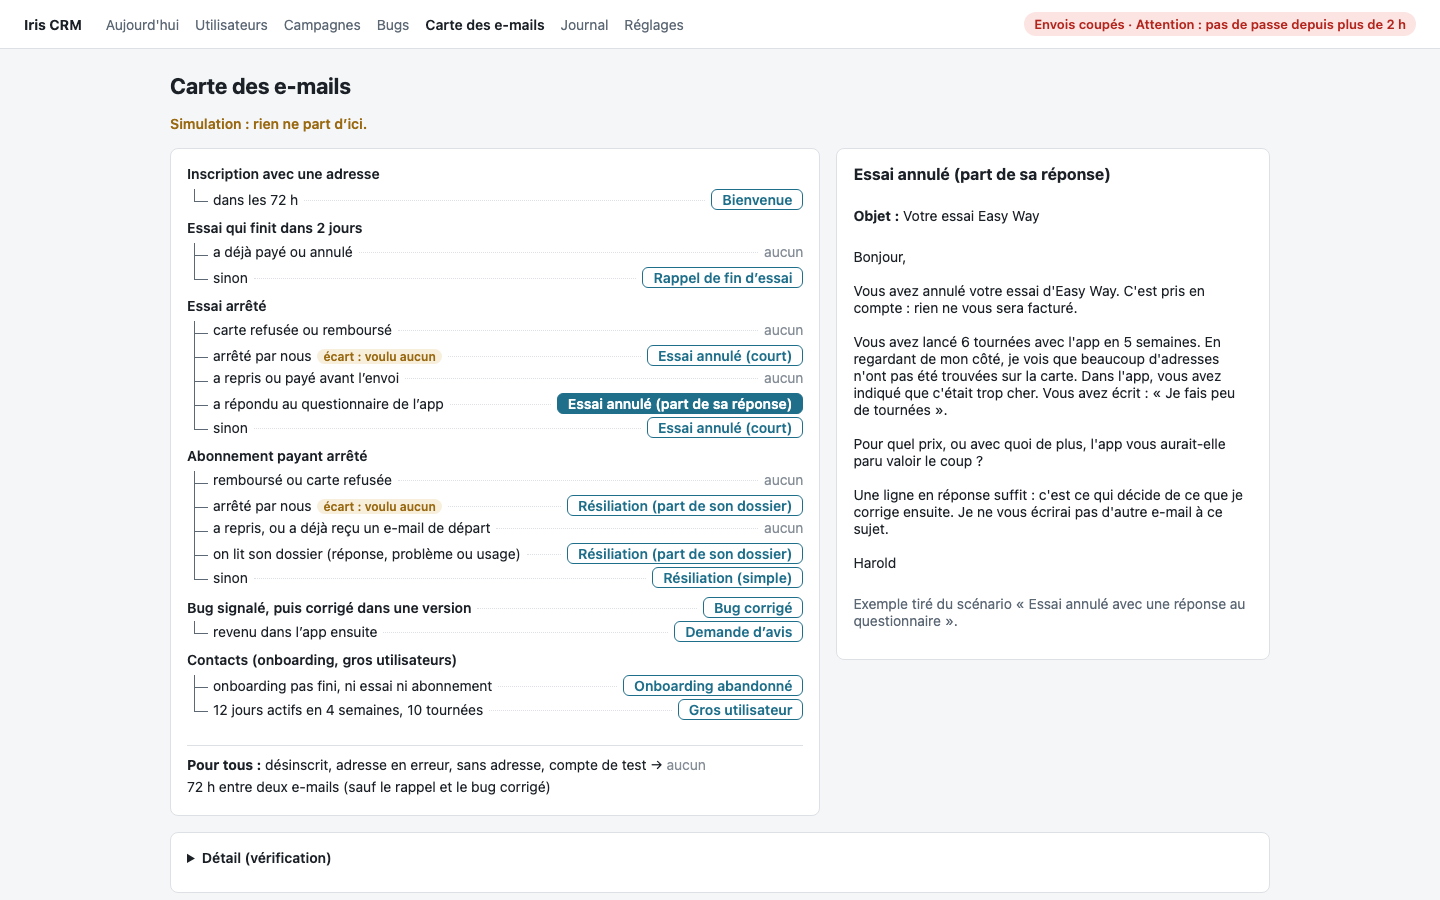 Iris CRM Aujourd'hui Utilisateurs Campagnes Bugs Carte des e-mails Journal Réglages Envois coupés · Attention : pas de passe depuis plus de 2 h
Carte des e-mails
Simulation : rien ne part d’ici.
Inscription avec une adresse
dans les 72 h Bienvenue
Essai qui finit dans 2 jours
a déjà payé ou annulé aucun
sinon Rappel de fin d’essai
Essai arrêté
carte refusée ou remboursé aucun
arrêté par nous écart : voulu aucun Essai annulé (court)
a repris ou payé avant l’envoi aucun
a répondu au questionnaire de l’app Essai annulé (part de sa réponse)
sinon Essai annulé (court)
Abonnement payant arrêté
remboursé ou carte refusée aucun
arrêté par nous écart : voulu aucun Résiliation (part de son dossier)
a repris, ou a déjà reçu un e-mail de départ aucun
on lit son dossier (réponse, problème ou usage) Résiliation (part de son dossier)
sinon Résiliation (simple)
Bug signalé, puis corrigé dans une version Bug corrigé
revenu dans l’app ensuite Demande d’avis
Contacts (onboarding, gros utilisateurs)
onboarding pas fini, ni essai ni abonnement Onboarding abandonné
12 jours actifs en 4 semaines, 10 tournées Gros utilisateur
Pour tous : désinscrit, adresse en erreur, sans adresse, compte de test → aucun
72 h entre deux e-mails (sauf le rappel et le bug corrigé)
Essai annulé (part de sa réponse)
Objet : Votre essai Easy Way
Bonjour,
Vous avez annulé votre essai d'Easy Way. C'est pris en
compte : rien ne vous sera facturé.
Vous avez lancé 6 tournées avec l'app en 5 semaines. En
regardant de mon côté, je vois que beaucoup d'adresses
n'ont pas été trouvées sur la carte. Dans l'app, vous avez
indiqué que c'était trop cher. Vous avez écrit : « Je fais peu
de tournées ».
Pour quel prix, ou avec quoi de plus, l'app vous aurait-elle
paru valoir le coup ?
Une ligne en réponse suffit : c'est ce qui décide de ce que je
corrige ensuite. Je ne vous écrirai pas d'autre e-mail à ce
sujet.
Harold
Exemple tiré du scénario « Essai annulé avec une réponse au
questionnaire ».
Détail (vérification)